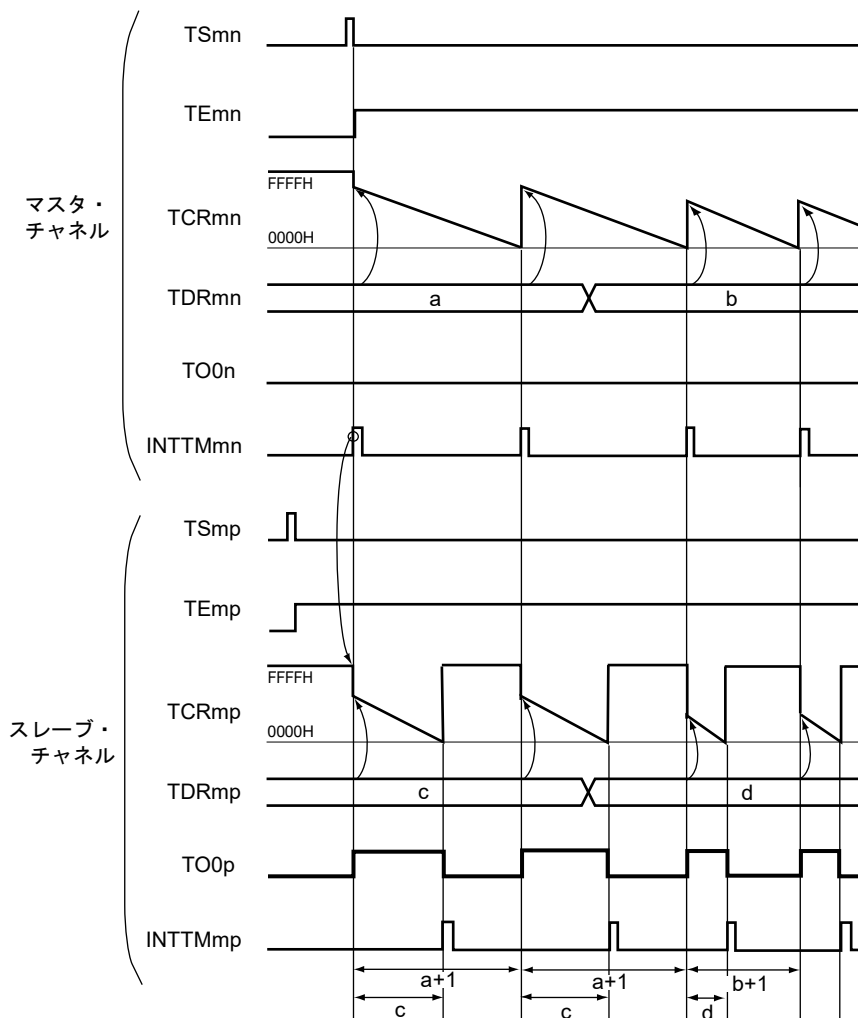 TSmn
TEmn
FFFFH
マスタ・
チャネル
TCRmn
0000H
TDRmn
a
b
TO0n
INTTMmn
TSmp
TEmp
FFFFH
スレーブ・
チャネル
TCRmp
0000H
TDRmp
c
d
TO0p
INTTMmp
a+1
a+1
b+1
c
c
d